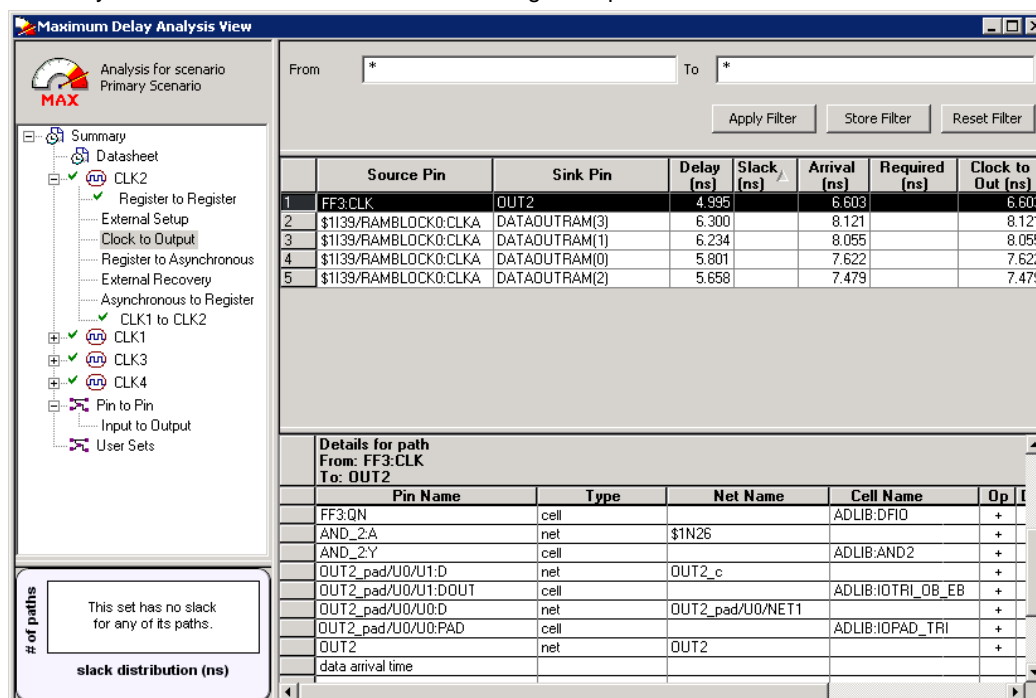 Maximum Delay Analysis View
Analysis for scenario
Primary Scenario
MAX
From * To *
Apply Filter Store Filter Reset Filter
Summary
Datasheet
CLK2
Register to Register
External Setup
Clock to Output
Register to Asynchronous
External Recovery
Asynchronous to Register
CLK1 to CLK2
CLK1
CLK3
CLK4
Pin to Pin
Input to Output
User Sets
# of paths
This set has no slack
for any of its paths.
slack distribution (ns)
Source Pin Sink Pin Delay (ns) Slack (ns) Arrival (ns) Required (ns) Clock to Out (ns)
1 FF3:CLK OUT2 4.995 6.603 6.603
2 $1I39/RAMBLOCK0:CLKA DATAOUTRAM(3) 6.300 8.121 8.121
3 $1I39/RAMBLOCK0:CLKA DATAOUTRAM(1) 6.234 8.055 8.055
4 $1I39/RAMBLOCK0:CLKA DATAOUTRAM(0) 5.801 7.622 7.622
5 $1I39/RAMBLOCK0:CLKA DATAOUTRAM(2) 5.658 7.479 7.479
Details for path
From: FF3:CLK
To: OUT2
Pin Name Type Net Name Cell Name Op
FF3:QN cell ADLIB:DFI0 +
AND_2:A net $1N26 +
AND_2:Y cell ADLIB:AND2 +
OUT2_pad/U0/U1:D net OUT2_c +
OUT2_pad/U0/U1:DOUT cell ADLIB:IOTRI_OB_EB +
OUT2_pad/U0/U0:D net OUT2_pad/U0/NET1 +
OUT2_pad/U0/U0:PAD cell ADLIB:IOPAD_TRI +
OUT2 net OUT2 +
data arrival time